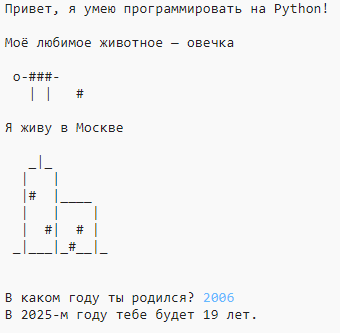 Привет, я умею программировать на Python!
Моё любимое животное — овечка
 o-###-
   | |   #
Я живу в Москве
   _|_
  |   |
  |#  |____
  |   |    |
  |  #|  # |
 _|___|_#__|_
В каком году ты родился? 2006
В 2025-м году тебе будет 19 лет.